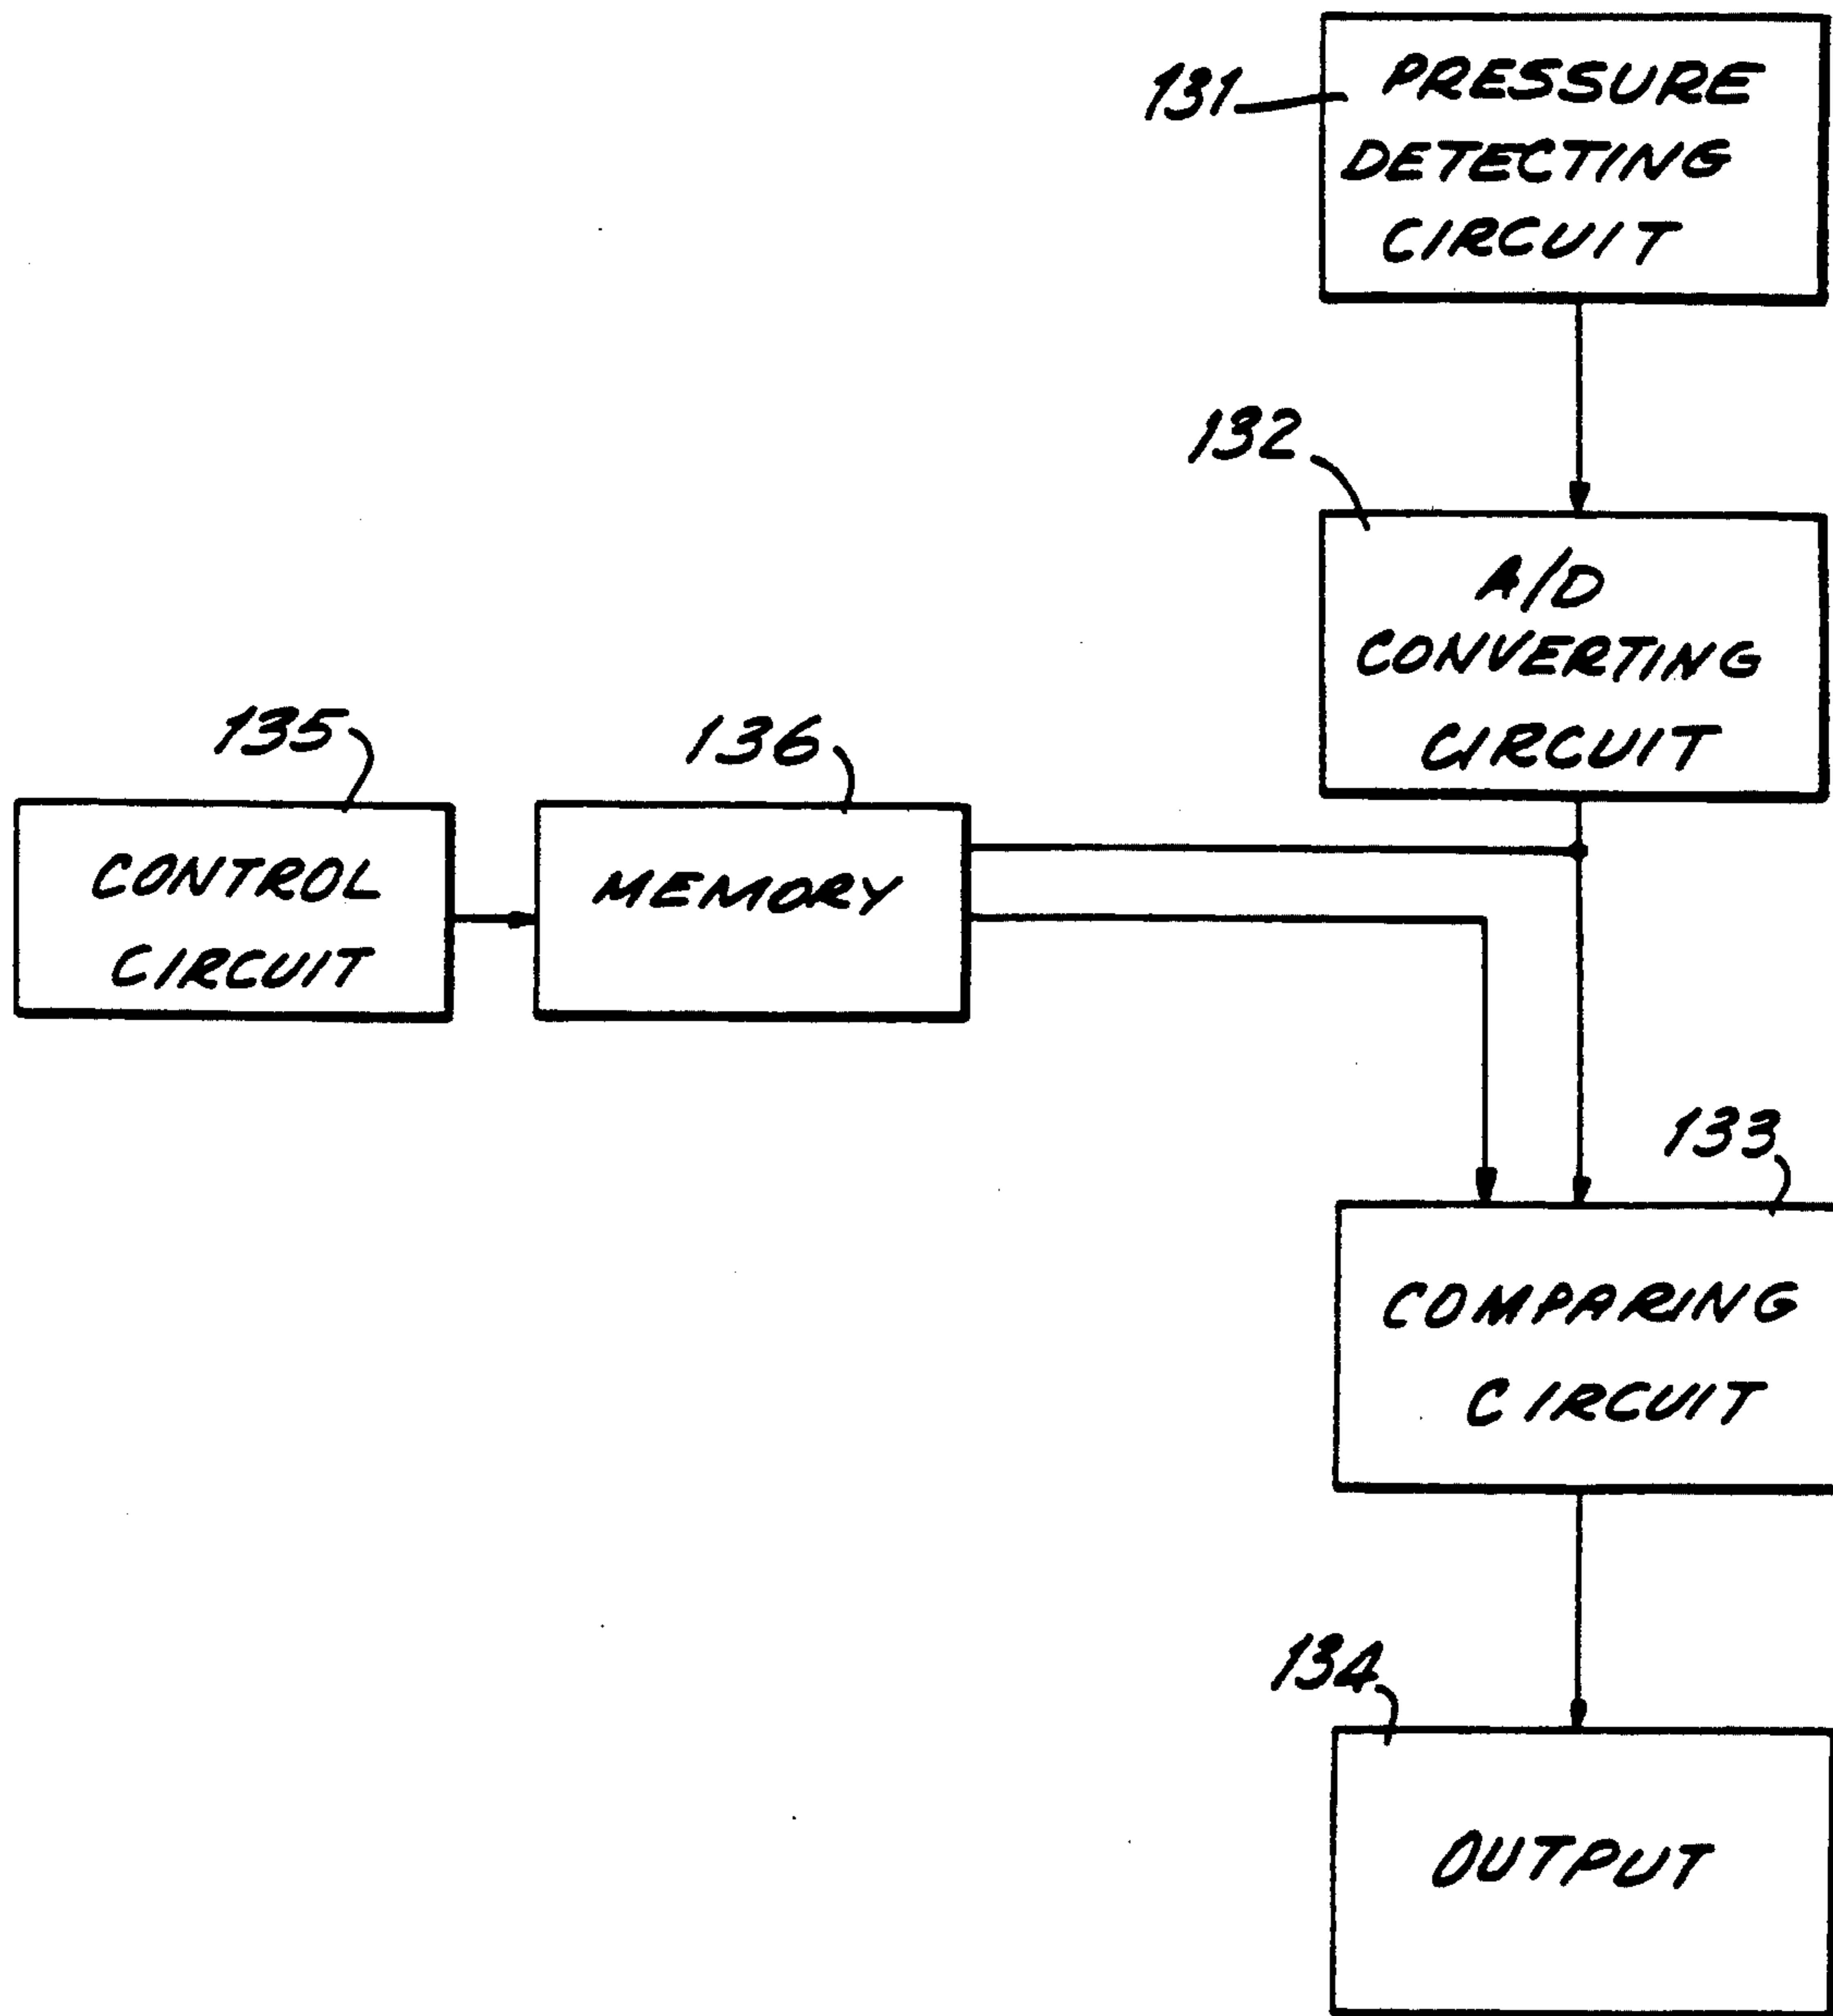 131
PRESSURE
DETECTING
CIRCUIT
132
A/D
CONVERTING
CIRCUIT
135
CONTROL
CIRCUIT
136
MEMORY
133
COMPARING
CIRCUIT
134
OUTPUT